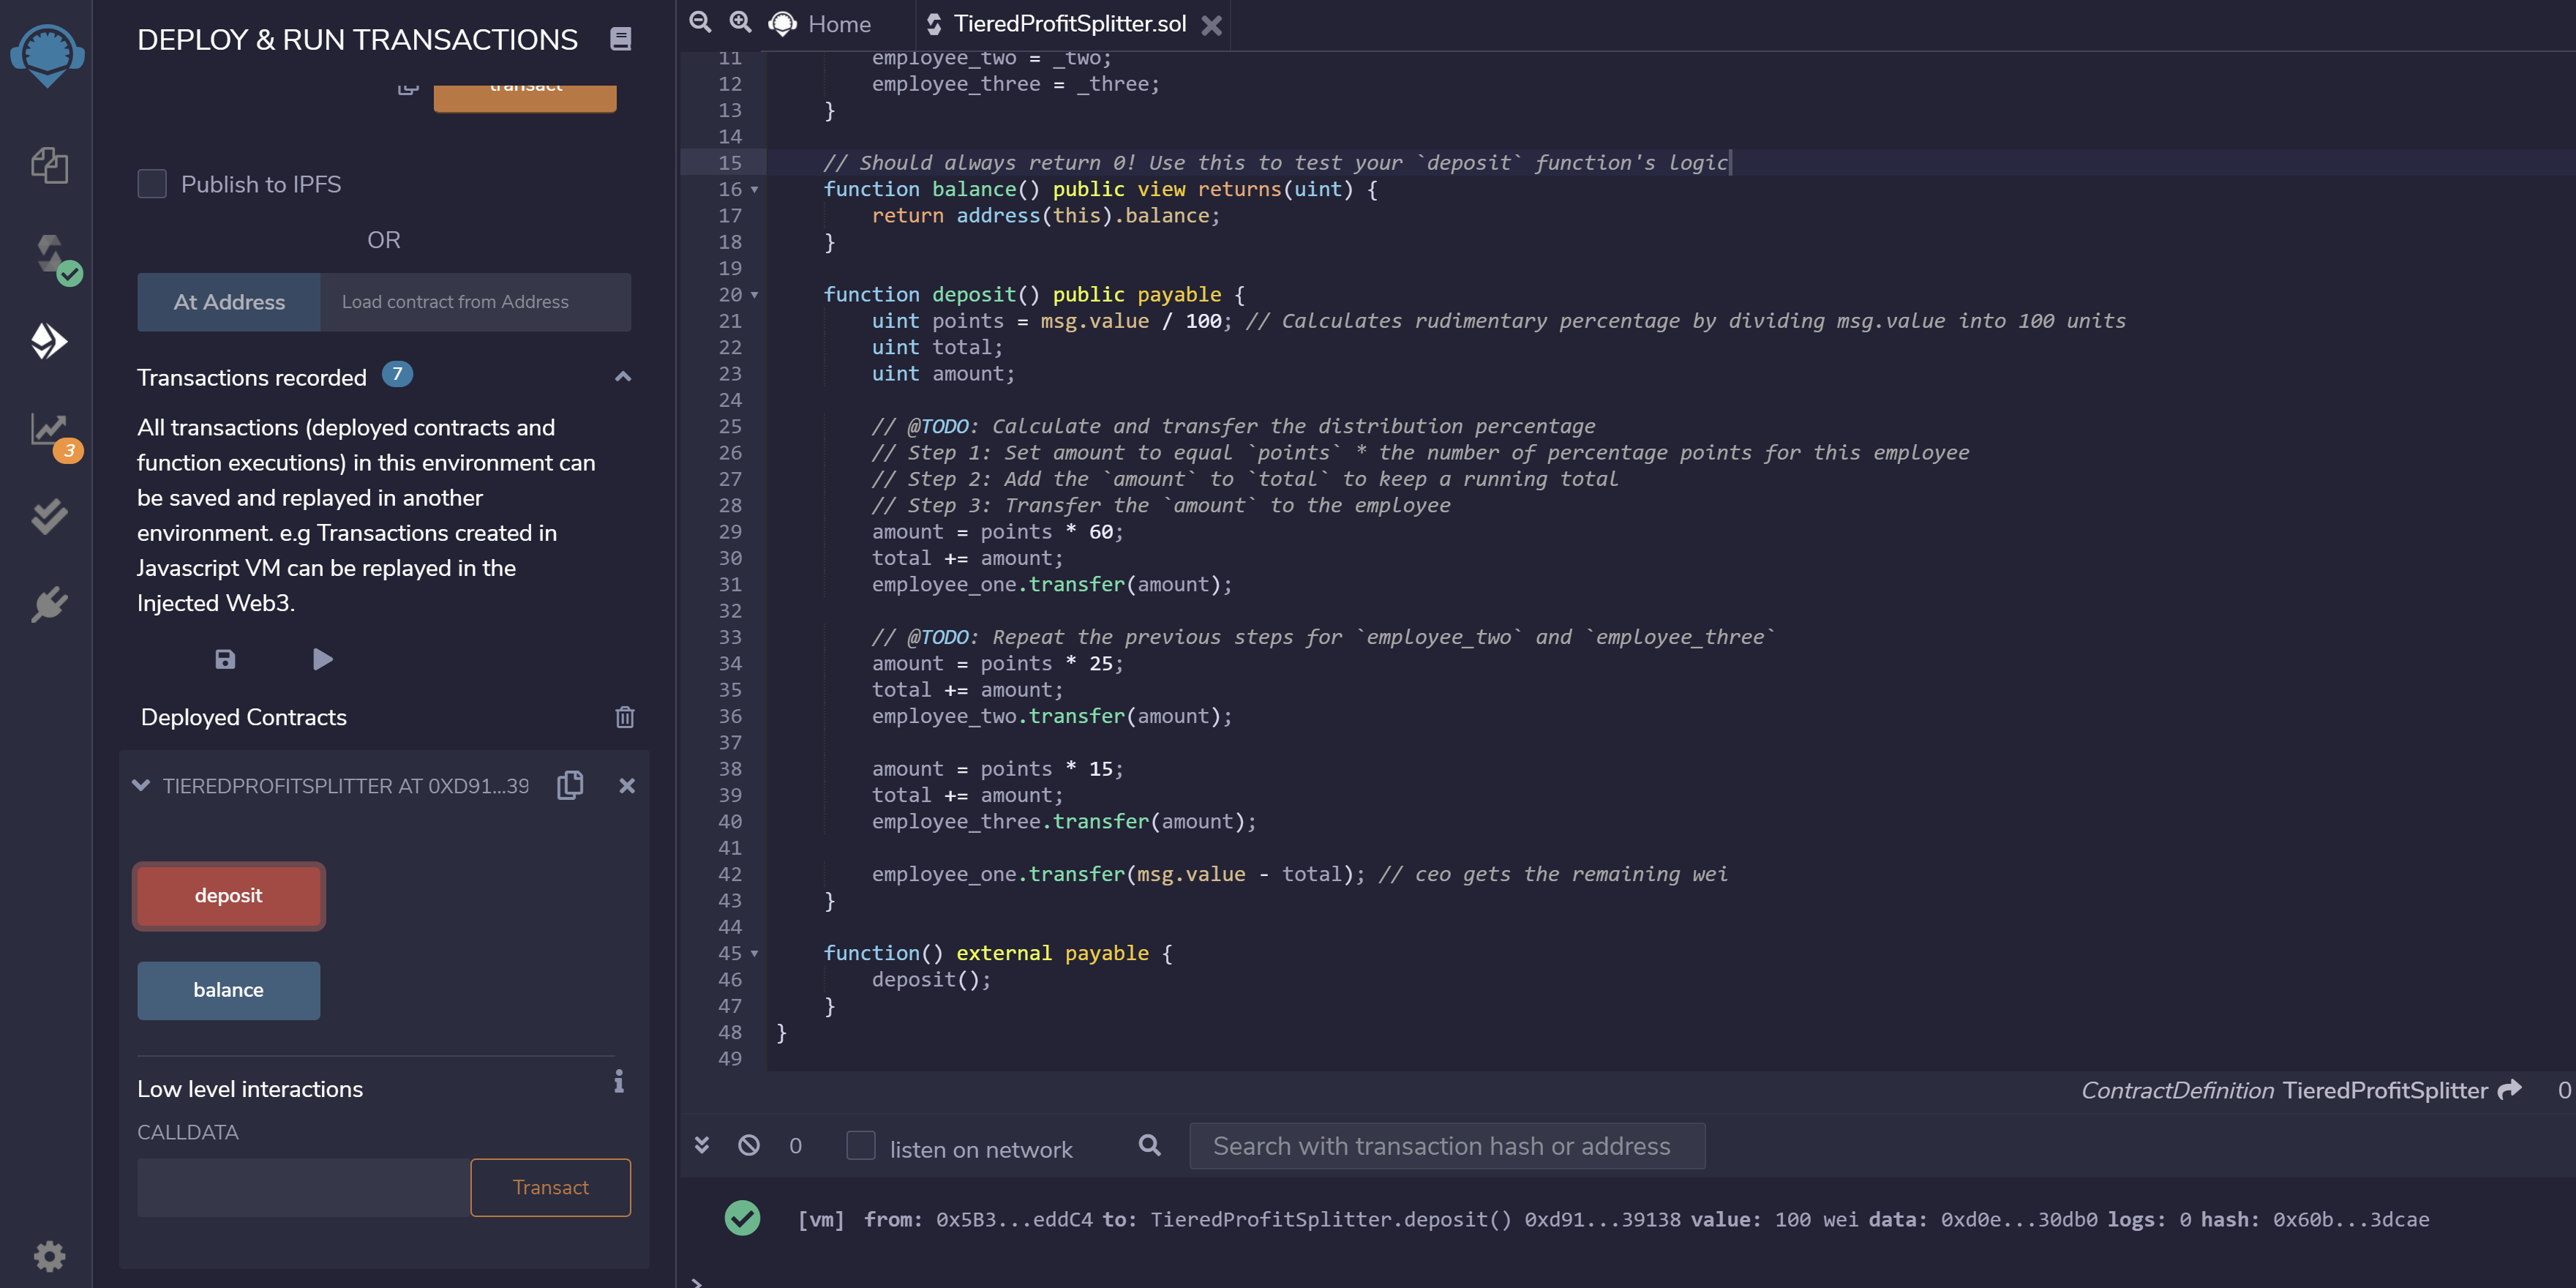 DEPLOY & RUN TRANSACTIONS
transact
Publish to IPFS
OR
At Address Load contract from Address
Transactions recorded 7
All transactions (deployed contracts and
function executions) in this environment can
be saved and replayed in another
environment. e.g Transactions created in
Javascript VM can be replayed in the
Injected Web3.
Deployed Contracts
TIEREDPROFITSPLITTER AT 0XD91...39
deposit
balance
Low level interactions
CALLDATA
Transact
3
Home TieredProfitSplitter.sol
11 employee_two = _two;
12 employee_three = _three;
13 }
14
15 // Should always return 0! Use this to test your `deposit` function's logic
16 function balance() public view returns(uint) {
17 return address(this).balance;
18 }
19
20 function deposit() public payable {
21 uint points = msg.value / 100; // Calculates rudimentary percentage by dividing msg.value into 100 units
22 uint total;
23 uint amount;
24
25 // @TODO: Calculate and transfer the distribution percentage
26 // Step 1: Set amount to equal `points` * the number of percentage points for this employee
27 // Step 2: Add the `amount` to `total` to keep a running total
28 // Step 3: Transfer the `amount` to the employee
29 amount = points * 60;
30 total += amount;
31 employee_one.transfer(amount);
32
33 // @TODO: Repeat the previous steps for `employee_two` and `employee_three`
34 amount = points * 25;
35 total += amount;
36 employee_two.transfer(amount);
37
38 amount = points * 15;
39 total += amount;
40 employee_three.transfer(amount);
41
42 employee_one.transfer(msg.value - total); // ceo gets the remaining wei
43 }
44
45 function() external payable {
46 deposit();
47 }
48 }
49
ContractDefinition TieredProfitSplitter 0
0 listen on network Search with transaction hash or address
[vm] from: 0x5B3...eddC4 to: TieredProfitSplitter.deposit() 0xd91...39138 value: 100 wei data: 0xd0e...30db0 logs: 0 hash: 0x60b...3dcae
>